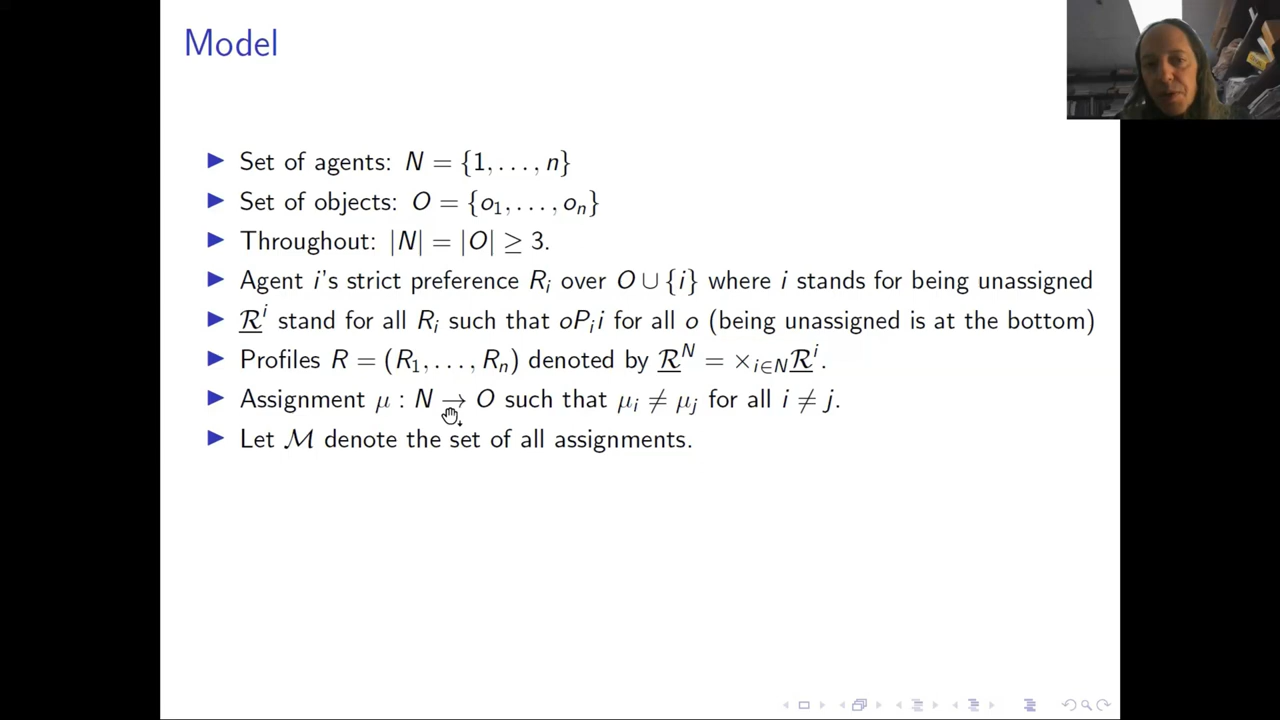 Model
Set of agents: N = {1, . . . , n}
Set of objects: O = {o₁, . . . , oₙ}
Throughout: |N| = |O| ≥ 3.
Agent i's strict preference Rᵢ over O ∪ {i} where i stands for being unassigned
<u>ℛ</u>ⁱ stand for all Rᵢ such that oPᵢi for all o (being unassigned is at the bottom)
Profiles R = (R₁, . . . , Rₙ) denoted by <u>ℛ</u>ᴺ = ×_{i∈N}<u>ℛ</u>ⁱ.
Assignment μ : N → O such that μᵢ ≠ μⱼ for all i ≠ j.
Let ℳ denote the set of all assignments.